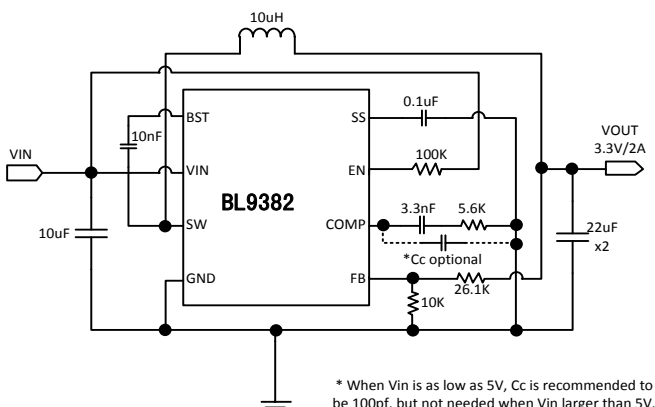 10uH
BST
SS
0.1uF
10nF
VOUT
3.3V/2A
VIN
VIN
EN
100K
BL9382
10uF
SW
COMP
3.3nF
5.6K
*Cc optional
22uF
x2
GND
FB
26.1K
10K
* When Vin is as low as 5V, Cc is recommended to
be 100pf, but not needed when Vin larger than 5V.